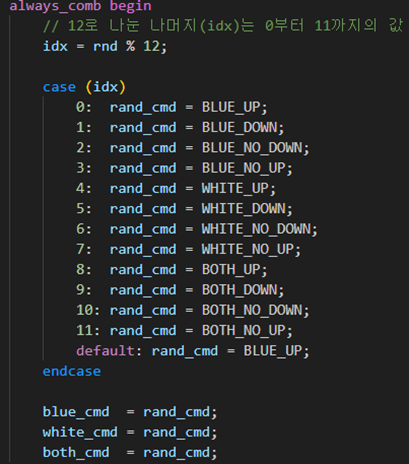 always_comb begin
// 12로 나눈 나머지(idx)는 0부터 11까지의 값
idx = rnd % 12;
case (idx)
0: rand_cmd = BLUE_UP;
1: rand_cmd = BLUE_DOWN;
2: rand_cmd = BLUE_NO_DOWN;
3: rand_cmd = BLUE_NO_UP;
4: rand_cmd = WHITE_UP;
5: rand_cmd = WHITE_DOWN;
6: rand_cmd = WHITE_NO_DOWN;
7: rand_cmd = WHITE_NO_UP;
8: rand_cmd = BOTH_UP;
9: rand_cmd = BOTH_DOWN;
10: rand_cmd = BOTH_NO_DOWN;
11: rand_cmd = BOTH_NO_UP;
default: rand_cmd = BLUE_UP;
endcase
blue_cmd = rand_cmd;
white_cmd = rand_cmd;
both_cmd = rand_cmd;